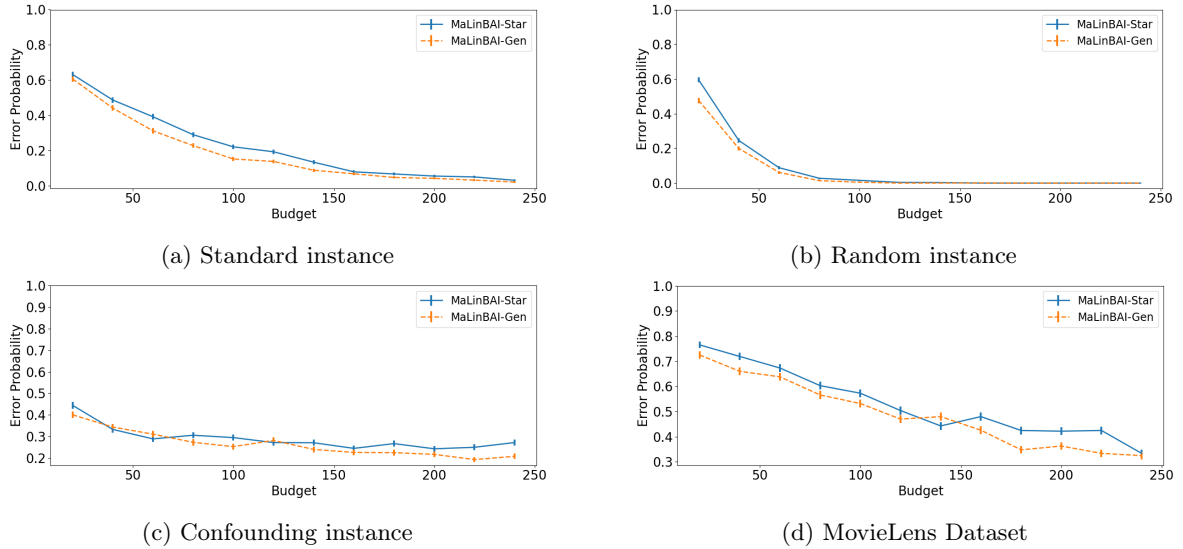 1.0
0.8
0.6
0.4
0.2
0.0
Error Probability
MaLinBAI-Star
MaLinBAI-Gen
50 100 150 200 250
Budget
(a) Standard instance
1.0
0.8
0.6
0.4
0.2
0.0
Error Probability
MaLinBAI-Star
MaLinBAI-Gen
50 100 150 200 250
Budget
(b) Random instance
1.0
0.9
0.8
0.7
0.6
0.5
0.4
0.3
0.2
Error Probability
MaLinBAI-Star
MaLinBAI-Gen
50 100 150 200 250
Budget
(c) Confounding instance
1.0
0.9
0.8
0.7
0.6
0.5
0.4
0.3
Error Probability
MaLinBAI-Star
MaLinBAI-Gen
50 100 150 200 250
Budget
(d) MovieLens Dataset